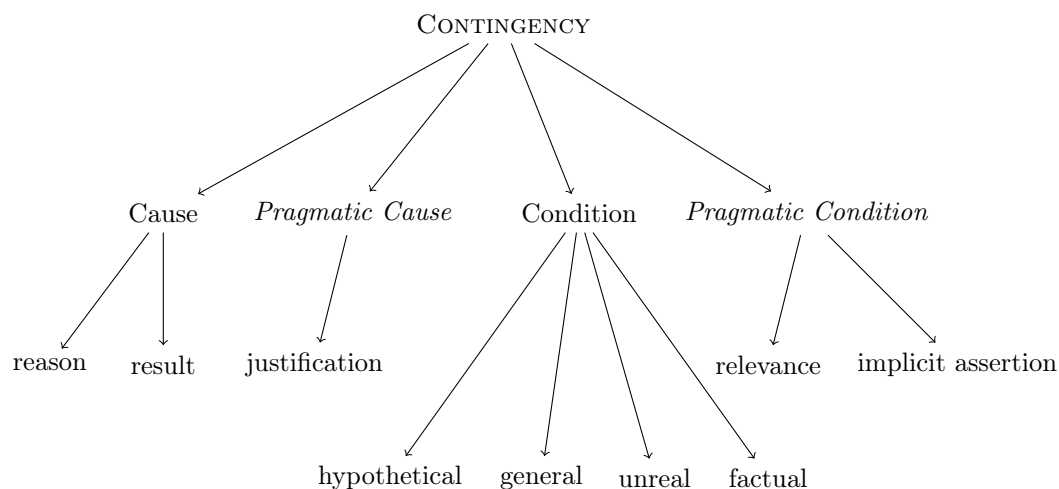 CONTINGENCY
Cause Pragmatic Cause Condition Pragmatic Condition
reason result justification relevance implicit assertion
hypothetical general unreal factual